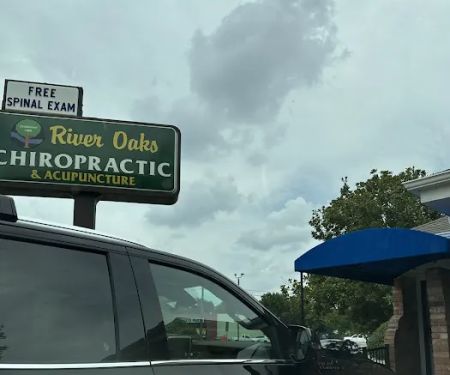 FREE
SPINAL EXAM
River Oaks
CHIROPRACTIC
& ACUPUNCTURE